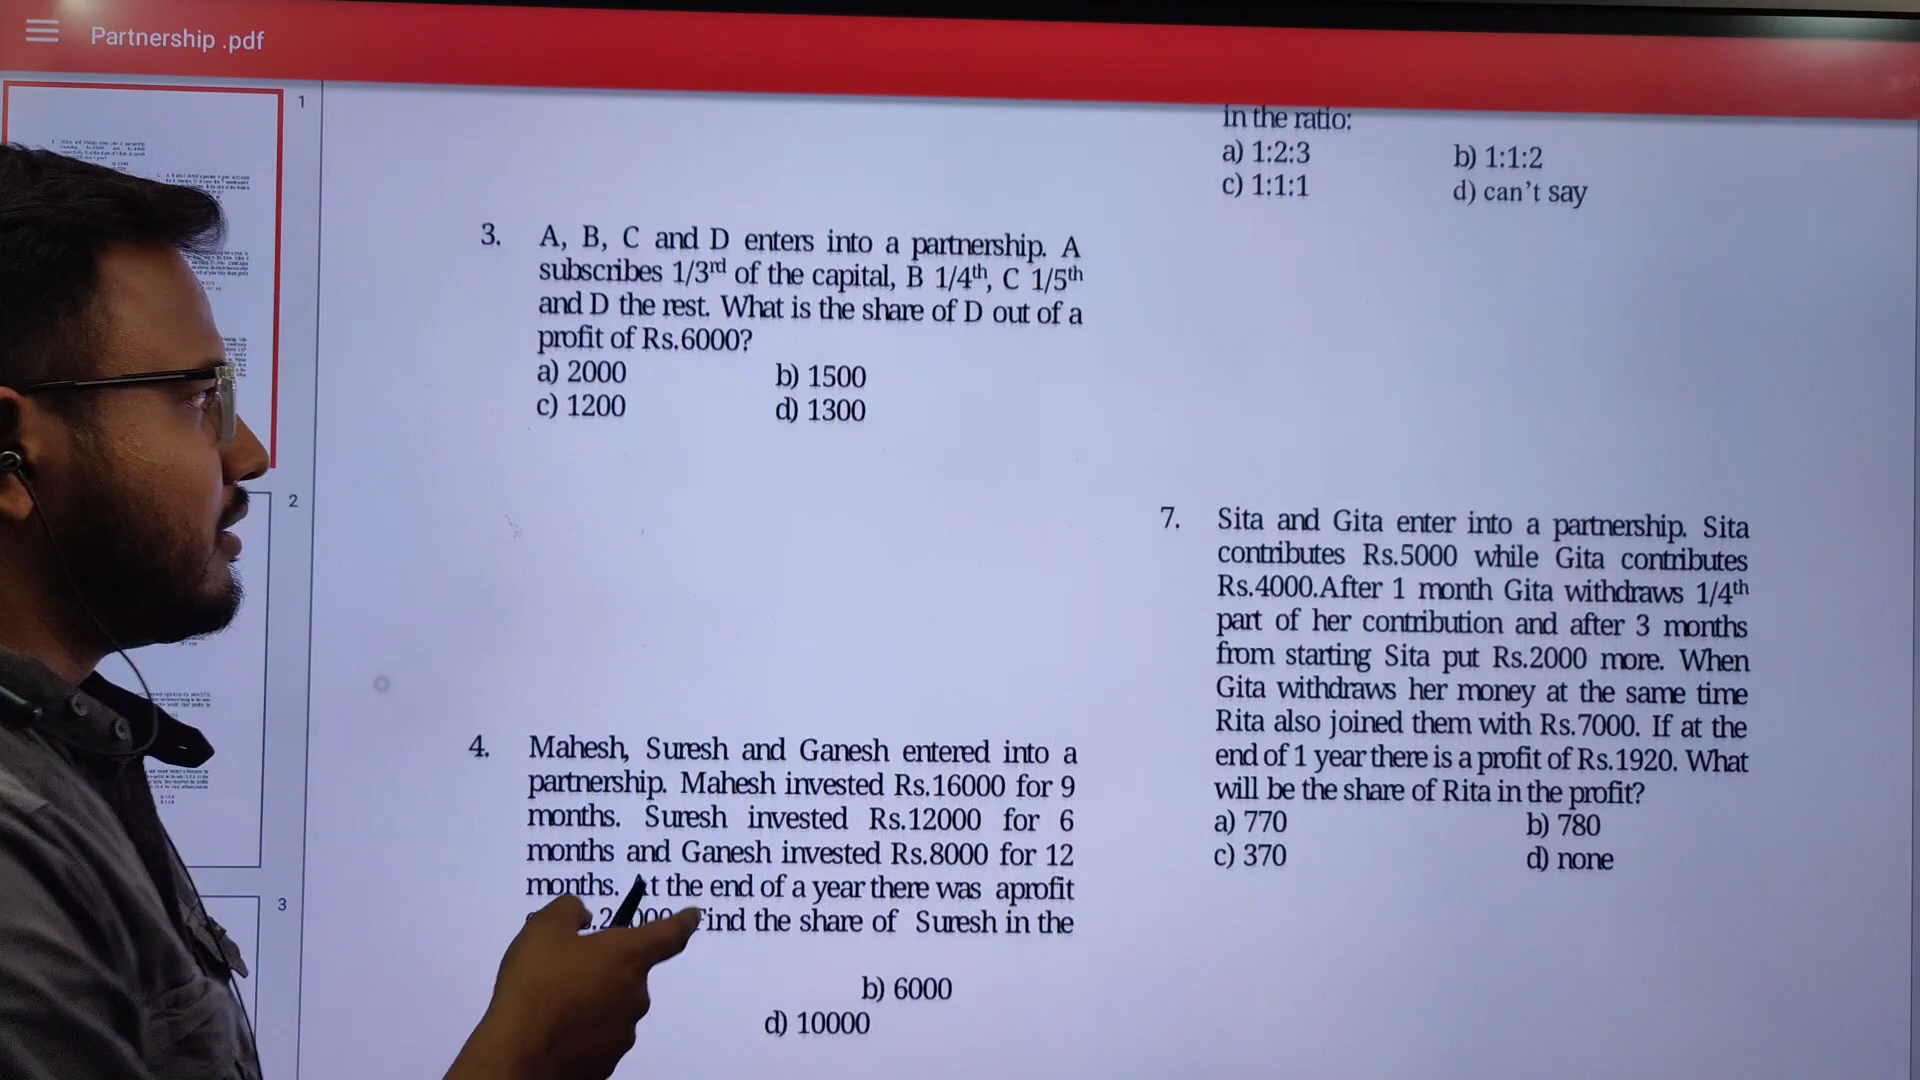 Partnership .pdf
1
2
3
3. A, B, C and D enters into a partnership. A
subscribes 1/3rd of the capital, B 1/4th, C 1/5th
and D the rest. What is the share of D out of a
profit of Rs.6000?
a) 2000 b) 1500
c) 1200 d) 1300
4. Mahesh, Suresh and Ganesh entered into a
partnership. Mahesh invested Rs.16000 for 9
months. Suresh invested Rs.12000 for 6
months and Ganesh invested Rs.8000 for 12
months. At the end of a year there was aprofit
Find the share of Suresh in the
b) 6000
d) 10000
in the ratio:
a) 1:2:3 b) 1:1:2
c) 1:1:1 d) can't say
7. Sita and Gita enter into a partnership. Sita
contributes Rs.5000 while Gita contributes
Rs.4000.After 1 month Gita withdraws 1/4th
part of her contribution and after 3 months
from starting Sita put Rs.2000 more. When
Gita withdraws her money at the same time
Rita also joined them with Rs.7000. If at the
end of 1 year there is a profit of Rs.1920. What
will be the share of Rita in the profit?
a) 770 b) 780
c) 370 d) none